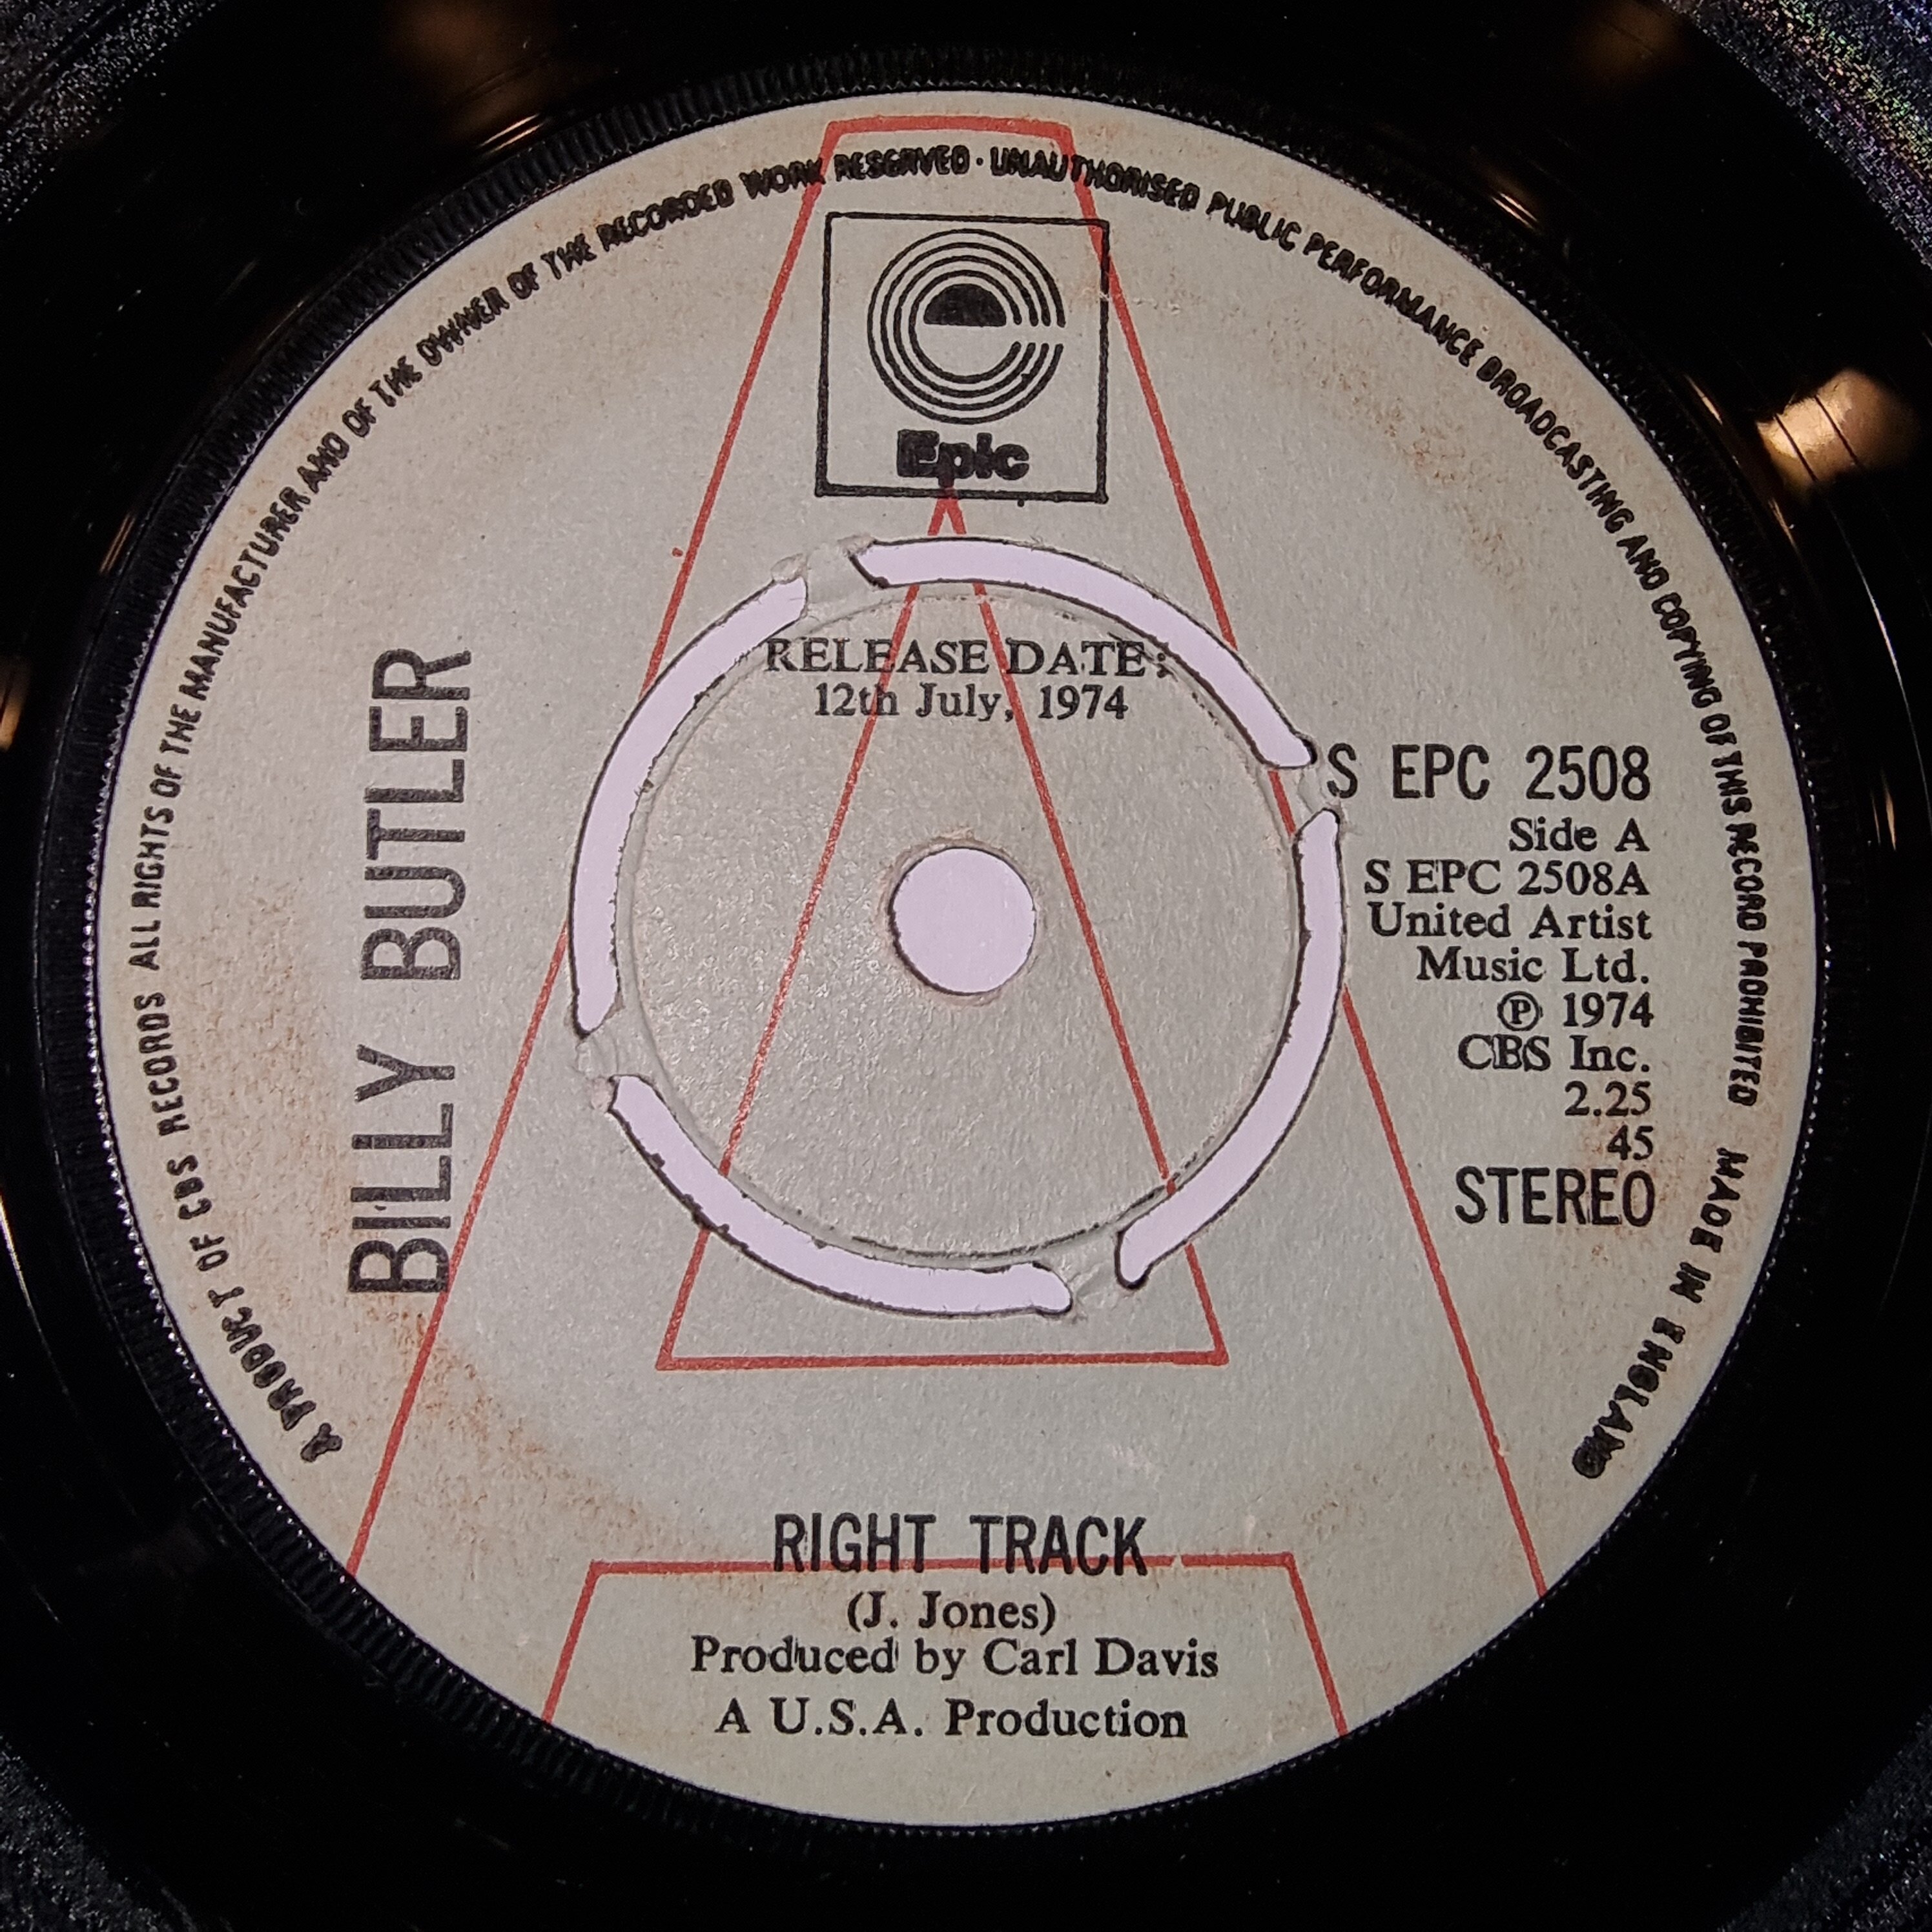 A PRODUCT OF CBS RECORDS ALL RIGHTS OF THE MANUFACTURER AND OF THE OWNER OF THE RECORDED WORK RESERVED · UNAUTHORISED PUBLIC PERFORMANCE BROADCASTING AND COPYING OF THIS RECORD PROHIBITED MADE IN ENGLAND
Epic
RELEASE DATE:
12th July, 1974
BILLY BUTLER
S EPC 2508
Side A
S EPC 2508A
United Artist
Music Ltd.
℗ 1974
CBS Inc.
2.25
45
STEREO
RIGHT TRACK
(J. Jones)
Produced by Carl Davis
A U.S.A. Production